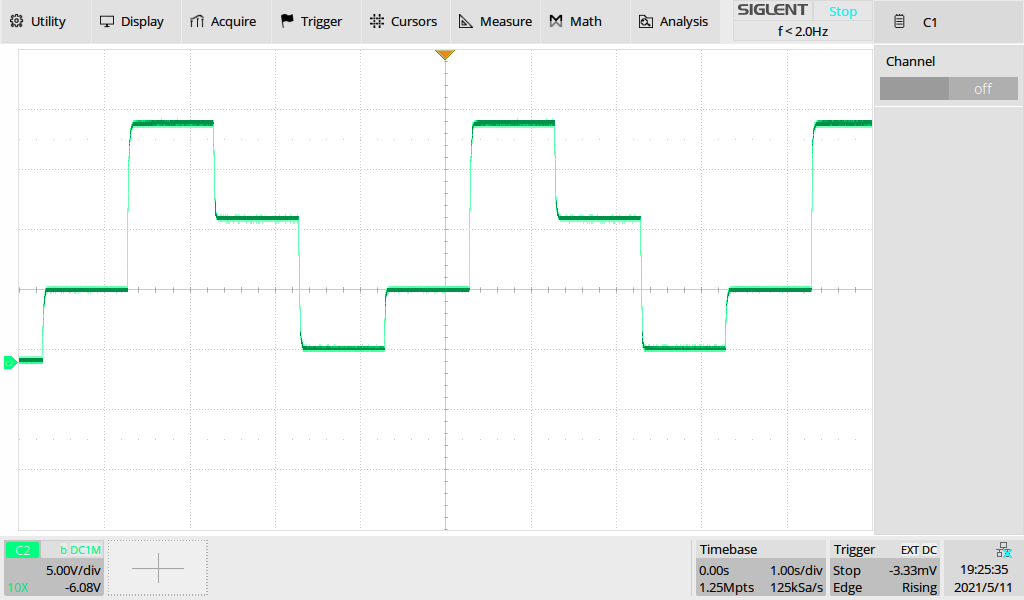 Utility Display Acquire Trigger Cursors Measure Math Analysis SIGLENT Stop C1
f < 2.0Hz
Channel
off
C2 b DC1M Timebase Trigger EXT DC
5.00V/div 0.00s 1.00s/div Stop -3.33mV 19:25:35
10X -6.08V 1.25Mpts 125kSa/s Edge Rising 2021/5/11